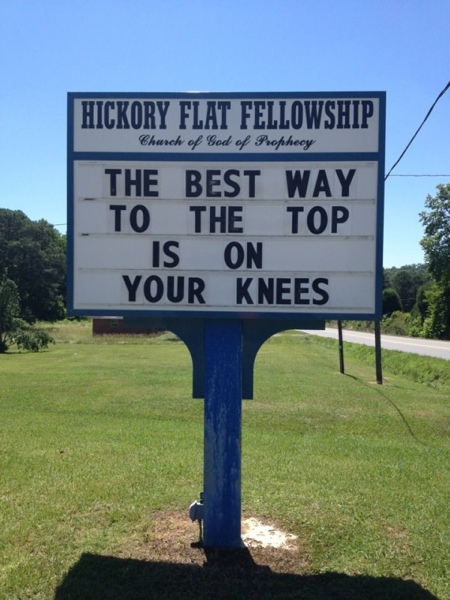 HICKORY FLAT FELLOWSHIP
Church of God of Prophecy
THE BEST WAY
TO THE TOP
IS ON
YOUR KNEES